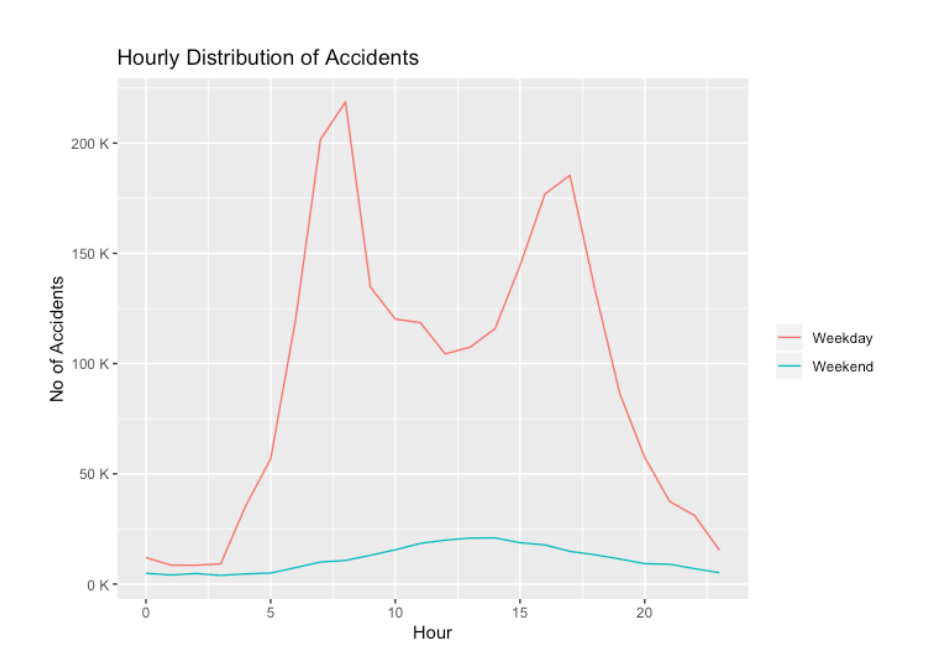 Hourly Distribution of Accidents
200 K
150 K
100 K
50 K
0 K
No of Accidents
0 5 10 15 20
Hour
Weekday
Weekend